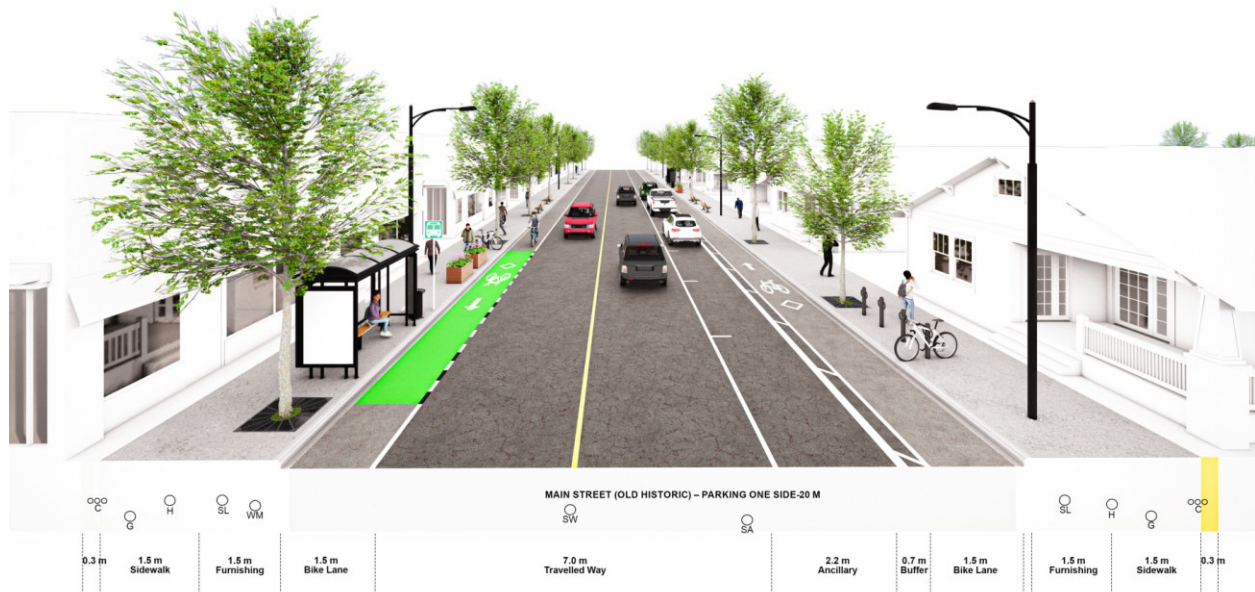 MAIN STREET (OLD HISTORIC) – PARKING ONE SIDE-20 M
C
G
H
SL
WM
SW
SA
SL
H
G
C
0.3 m
1.5 m
Sidewalk
1.5 m
Furnishing
1.5 m
Bike Lane
7.0 m
Travelled Way
2.2 m
Ancillary
0.7 m
Buffer
1.5 m
Bike Lane
1.5 m
Furnishing
1.5 m
Sidewalk
0.3 m